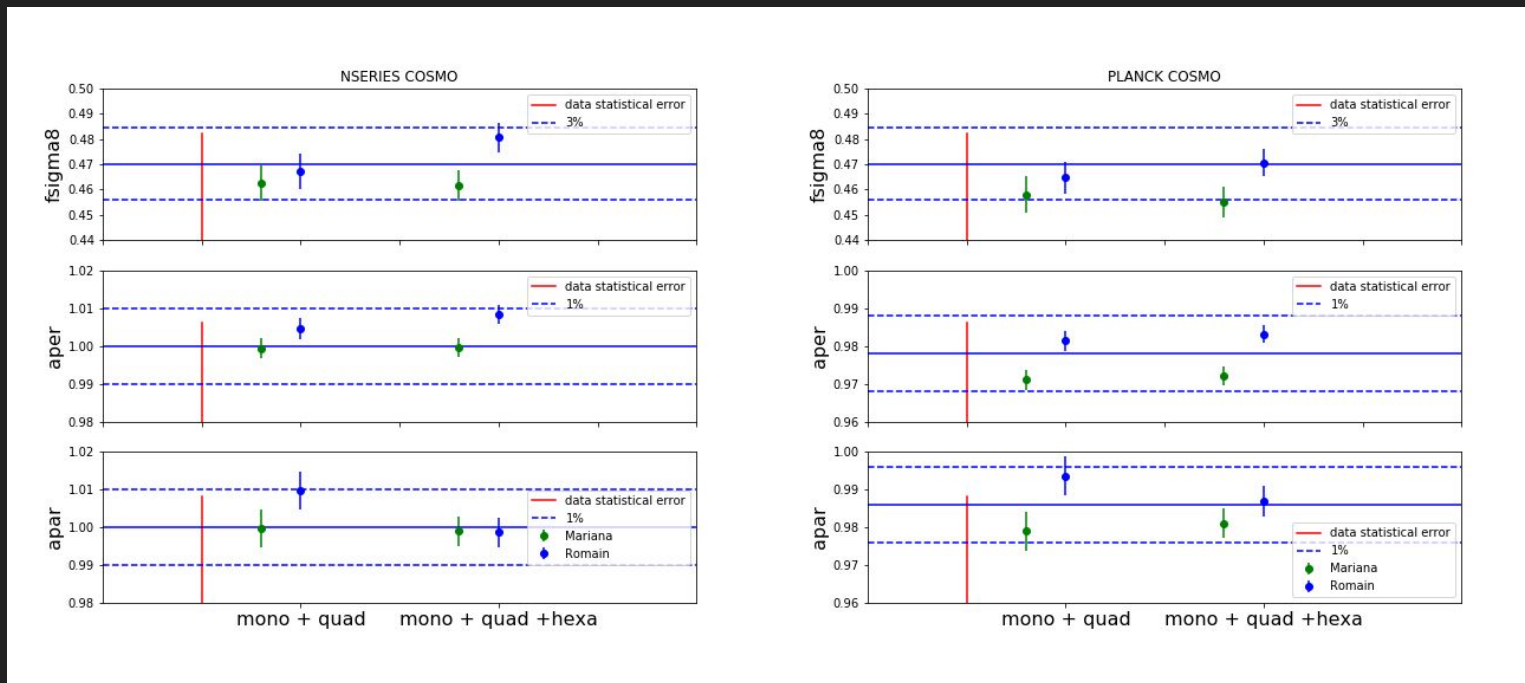 NSERIES COSMO
fsigma8
0.50
0.49
0.48
0.47
0.46
0.45
0.44
data statistical error
3%
aper
1.02
1.01
1.00
0.99
0.98
data statistical error
1%
apar
1.02
1.01
1.00
0.99
0.98
data statistical error
1%
Mariana
Romain
mono + quad
mono + quad +hexa
PLANCK COSMO
fsigma8
0.50
0.49
0.48
0.47
0.46
0.45
0.44
data statistical error
3%
aper
1.00
0.99
0.98
0.97
0.96
data statistical error
1%
apar
1.00
0.99
0.98
0.97
0.96
data statistical error
1%
Mariana
Romain
mono + quad
mono + quad +hexa